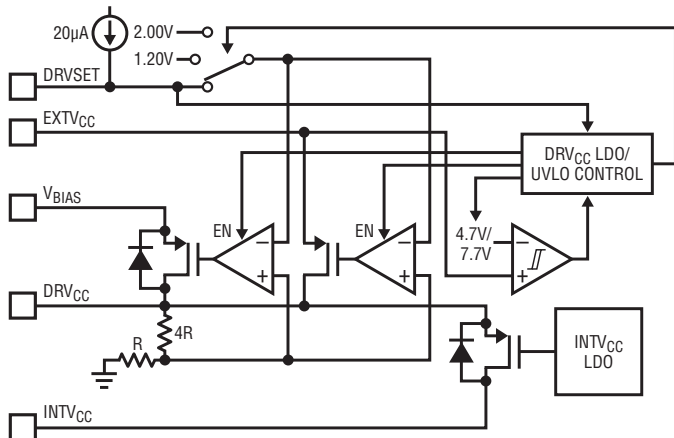 20µA
2.00V
1.20V
DRVSET
EXTVCC
DRVCC LDO/
UVLO CONTROL
VBIAS
EN
EN
–
+
–
+
4.7V/
7.7V
–
+
DRVCC
4R
R
INTVCC
LDO
INTVCC